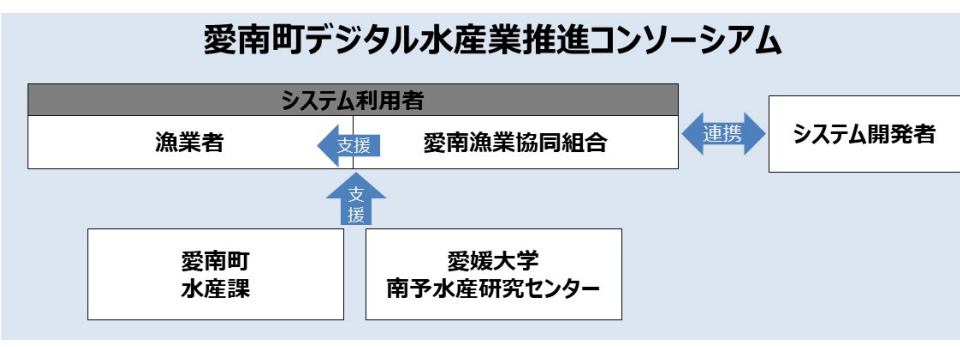 愛南町デジタル水産業推進コンソーシアム
システム利用者
漁業者
支援
愛南漁業協同組合
連携
システム開発者
支
援
愛南町
水産課
愛媛大学
南予水産研究センター